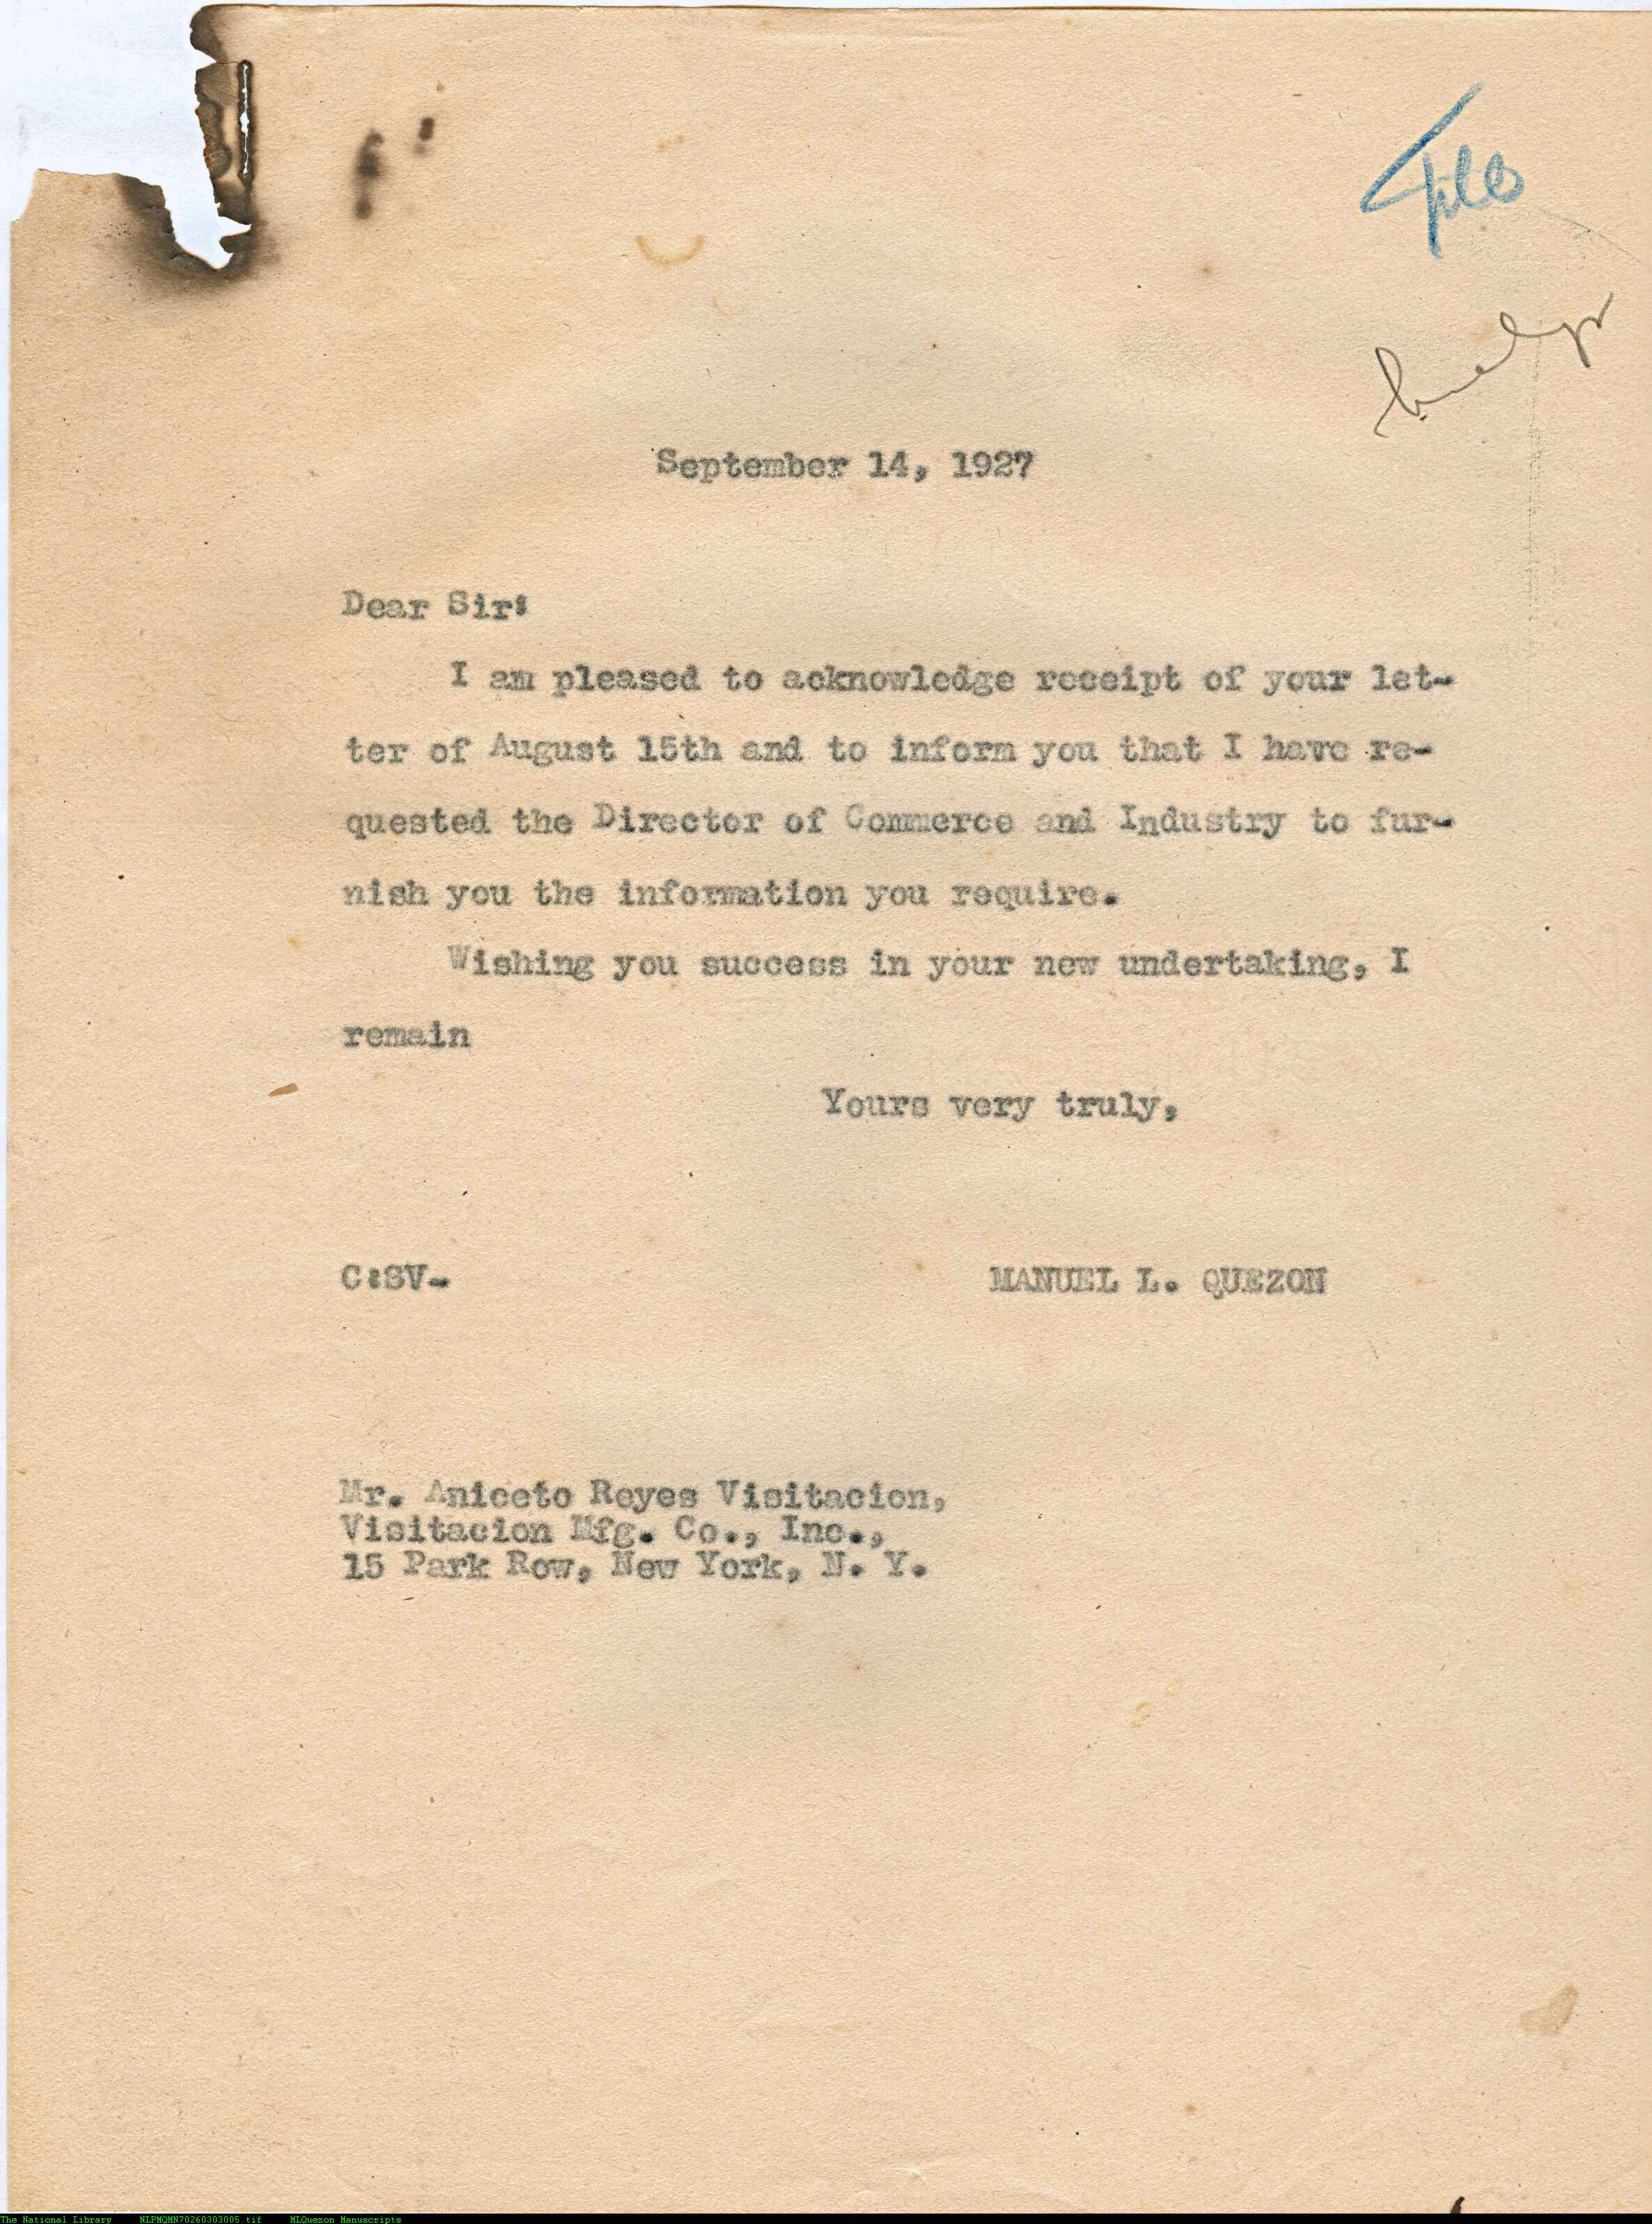 File
September 14, 1927
Dear Sir:
I am pleased to acknowledge receipt of your let-
ter of August 15th and to inform you that I have re-
quested the Director of Commerce and Industry to fur-
nish you the information you require.
Wishing you success in your new undertaking, I
remain
Yours very truly,
C:SV- MANUEL L. QUEZON
Mr. Aniceto Reyes Visitacion,
Visitacion Mfg. Co., Inc.,
15 Park Row, New York, N. Y.
The National Library NLPMQMN70260303005.tif MLQuezon Manuscripts